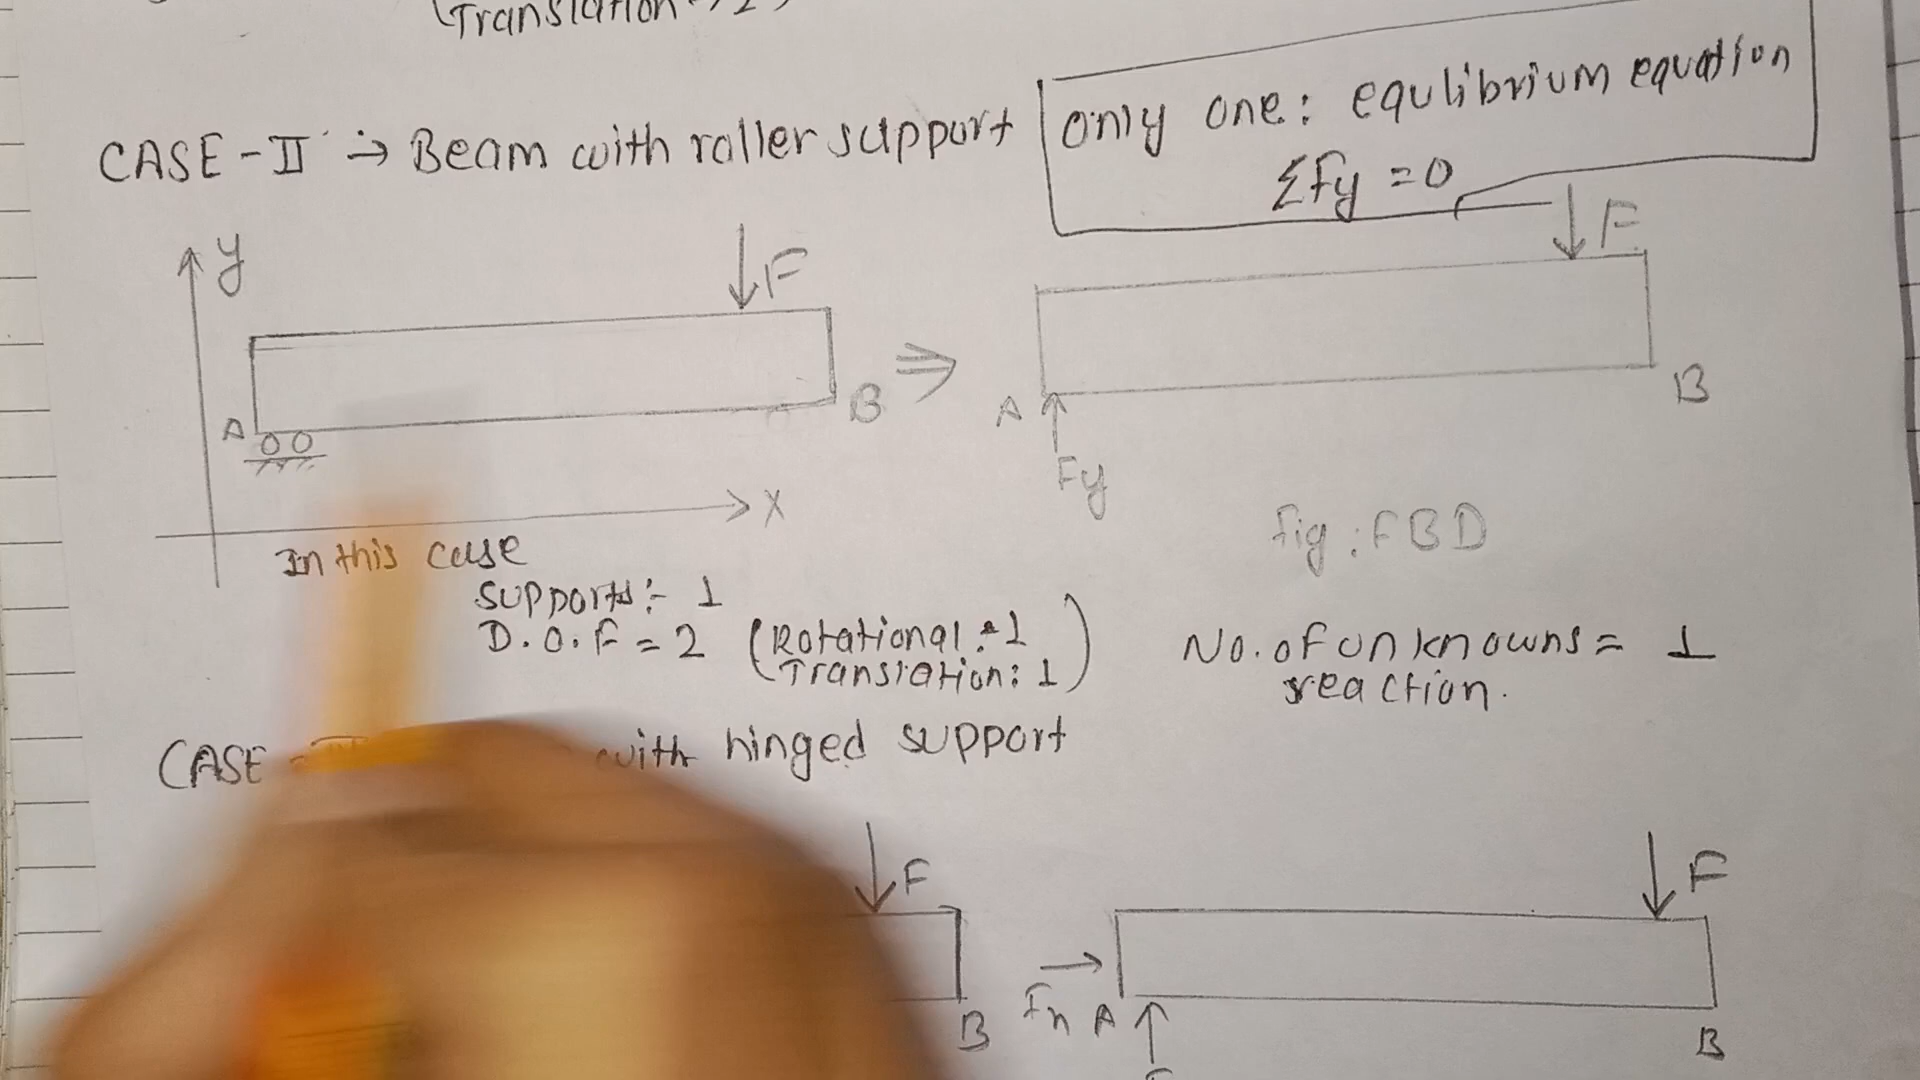 (Translation : 2)
CASE-II → Beam with roller support
only one: equlibrium equation
ΣFy = 0
y
F
A
B
x
⇒
F
A
B
Fy
fig: FBD
In this case
Supports:- 1
D.O.F = 2 (Rotational : 1
Translation: 1)
No. of unknowns = 1
reaction.
CASE
with hinged support
F
B
→
F
A
B